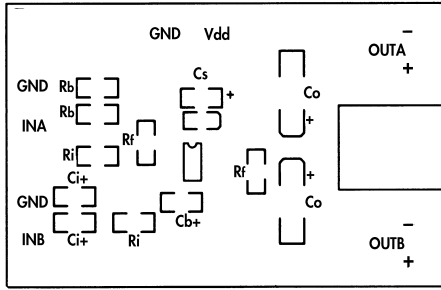 GND Vdd
OUTA
−
+
Cs
+
GND Rb
Rb
Co
+
INA
Rf
Ri
Ci+
Rf
+
GND
Co
Cb+
INB
Ci+
Ri
OUTB
−
+